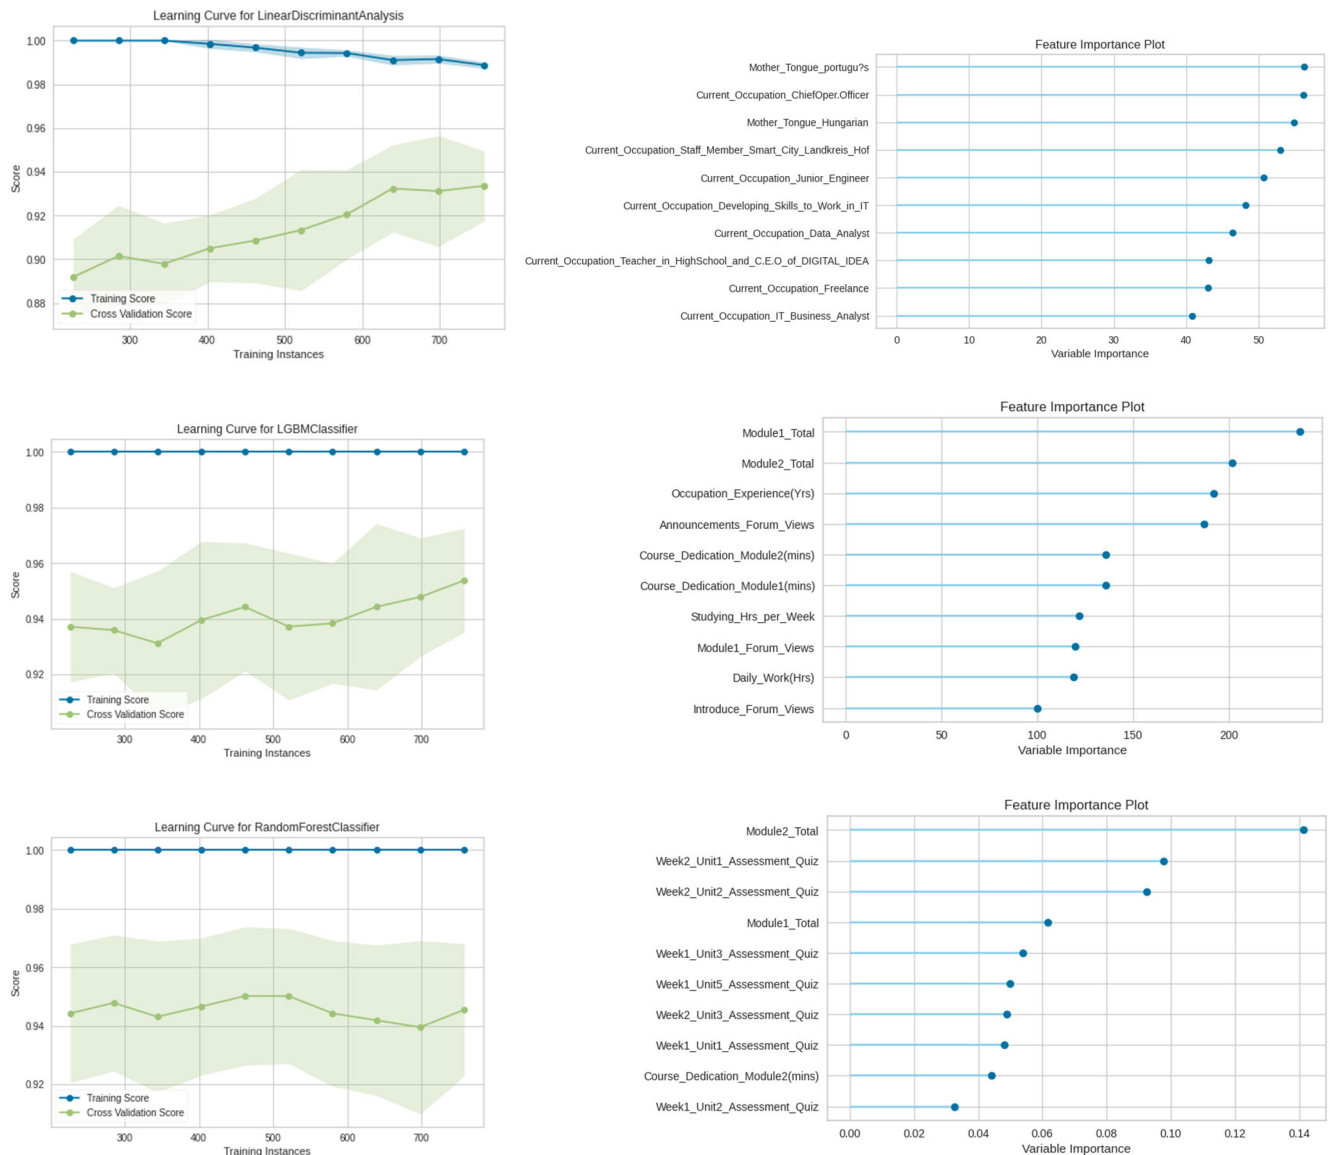 Learning Curve for LinearDiscriminantAnalysis
1.00
0.98
0.96
0.94
0.92
0.90
0.88
Score
Training Score
Cross Validation Score
300
400
500
600
700
Training Instances
Feature Importance Plot
Mother_Tongue_portugu?s
Current_Occupation_ChiefOper.Officer
Mother_Tongue_Hungarian
Current_Occupation_Staff_Member_Smart_City_Landkreis_Hof
Current_Occupation_Junior_Engineer
Current_Occupation_Developing_Skills_to_Work_in_IT
Current_Occupation_Data_Analyst
Current_Occupation_Teacher_in_HighSchool_and_C.E.O_of_DIGITAL_IDEA
Current_Occupation_Freelance
Current_Occupation_IT_Business_Analyst
0
10
20
30
40
50
Variable Importance
Learning Curve for LGBMClassifier
1.00
0.98
0.96
0.94
0.92
Score
Training Score
Cross Validation Score
300
400
500
600
700
Training Instances
Feature Importance Plot
Module1_Total
Module2_Total
Occupation_Experience(Yrs)
Announcements_Forum_Views
Course_Dedication_Module2(mins)
Course_Dedication_Module1(mins)
Studying_Hrs_per_Week
Module1_Forum_Views
Daily_Work(Hrs)
Introduce_Forum_Views
0
50
100
150
200
Variable Importance
Learning Curve for RandomForestClassifier
1.00
0.98
0.96
0.94
0.92
Score
Training Score
Cross Validation Score
300
400
500
600
700
Training Instances
Feature Importance Plot
Module2_Total
Week2_Unit1_Assessment_Quiz
Week2_Unit2_Assessment_Quiz
Module1_Total
Week1_Unit3_Assessment_Quiz
Week1_Unit5_Assessment_Quiz
Week2_Unit3_Assessment_Quiz
Week1_Unit1_Assessment_Quiz
Course_Dedication_Module2(mins)
Week1_Unit2_Assessment_Quiz
0.00
0.02
0.04
0.06
0.08
0.10
0.12
0.14
Variable Importance